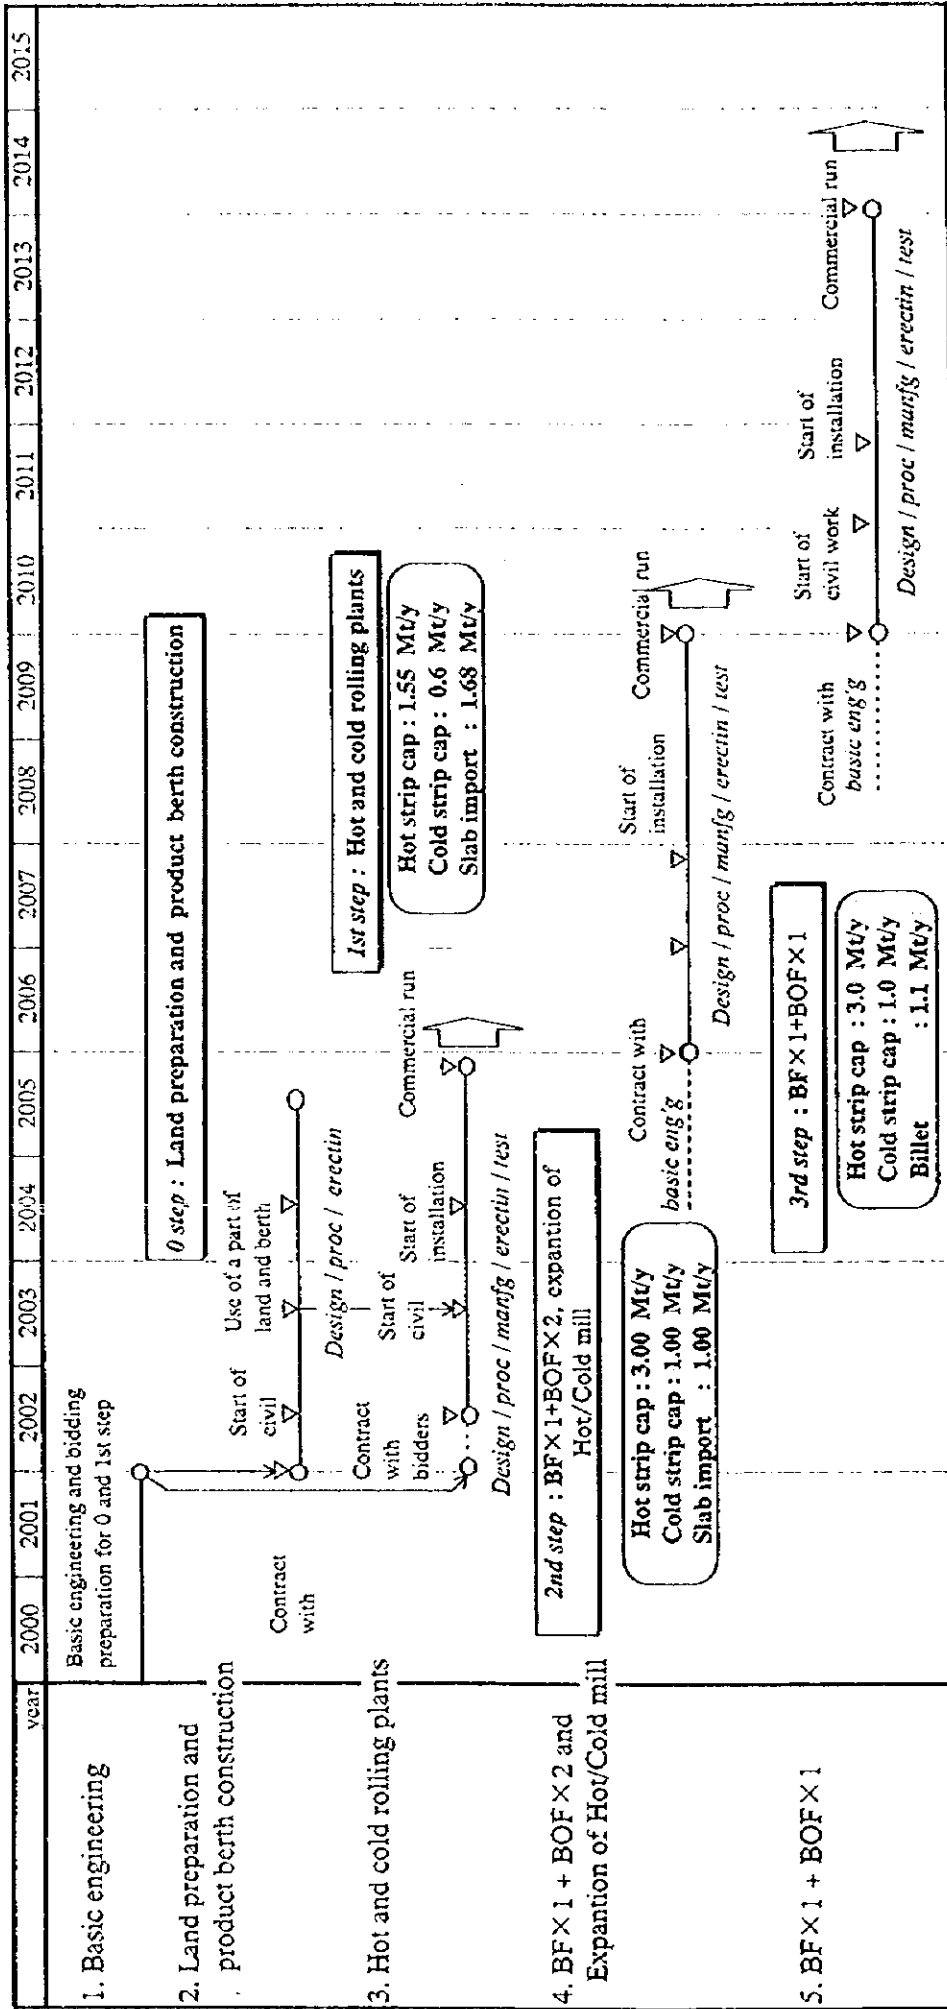 year 2000 2001 2002 2003 2004 2005 2006 2007 2008 2009 2010 2011 2012 2013 2014 2015
1. Basic engineering
Basic engineering and bidding
preparation for 0 and 1st step
2. Land preparation and
product berth construction
0 step : Land preparation and product berth construction
Contract
with
Start of
civil
Use of a part of
land and berth
Design / proc / erectin
3. Hot and cold rolling plants
1st step : Hot and cold rolling plants
Hot strip cap : 1.55 Mt/y
Cold strip cap : 0.6 Mt/y
Slab import : 1.68 Mt/y
Contract
with
bidders
Start of
civil
Start of
installation
Commercial run
Design / proc / manfg / erectin / test
4. BF×1 + BOF×2 and
Expantion of Hot/Cold mill
2nd step : BF×1+BOF×2, expantion of
Hot/Cold mill
Hot strip cap : 3.00 Mt/y
Cold strip cap : 1.00 Mt/y
Slab import : 1.00 Mt/y
Contract with
basic eng'g
Start of
installation
Commercial run
Design / proc / manfg / erectin / test
5. BF×1 + BOF×1
3rd step : BF×1+BOF×1
Hot strip cap : 3.0 Mt/y
Cold strip cap : 1.0 Mt/y
Billet : 1.1 Mt/y
Contract with
basic eng'g
Start of
civil work
Start of
installation
Commercial run
Design / proc / manfg / erectin / test